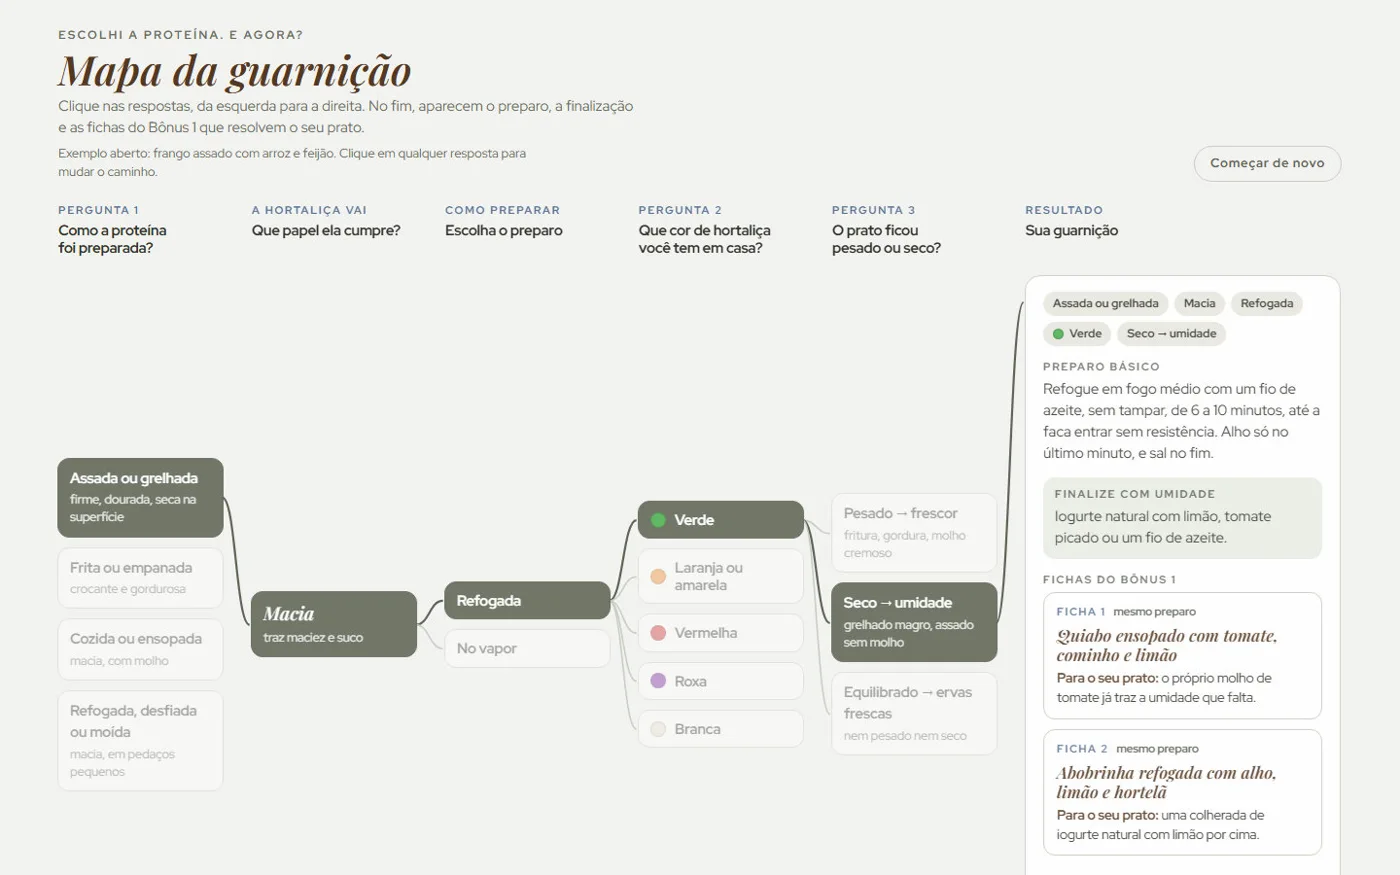 ESCOLHI A PROTEÍNA. E AGORA?
Mapa da guarnição
Clique nas respostas, da esquerda para a direita. No fim, aparecem o preparo, a finalização
e as fichas do Bônus 1 que resolvem o seu prato.
Exemplo aberto: frango assado com arroz e feijão. Clique em qualquer resposta para
mudar o caminho.
Começar de novo
PERGUNTA 1
Como a proteína
foi preparada?
A HORTALIÇA VAI
Que papel ela cumpre?
COMO PREPARAR
Escolha o preparo
PERGUNTA 2
Que cor de hortaliça
você tem em casa?
PERGUNTA 3
O prato ficou
pesado ou seco?
RESULTADO
Sua guarnição
Assada ou grelhada
firme, dourada, seca na
superfície
Frita ou empanada
crocante e gordurosa
Cozida ou ensopada
macia, com molho
Refogada, desfiada
ou moída
macia, em pedaços
pequenos
Macia
traz maciez e suco
Refogada
No vapor
Verde
Laranja ou
amarela
Vermelha
Roxa
Branca
Pesado → frescor
fritura, gordura, molho
cremoso
Seco → umidade
grelhado magro, assado
sem molho
Equilibrado → ervas
frescas
nem pesado nem seco
Assada ou grelhada
Macia
Refogada
Verde
Seco → umidade
PREPARO BÁSICO
Refogue em fogo médio com um fio de
azeite, sem tampar, de 6 a 10 minutos, até a
faca entrar sem resistência. Alho só no
último minuto, e sal no fim.
FINALIZE COM UMIDADE
Iogurte natural com limão, tomate
picado ou um fio de azeite.
FICHAS DO BÔNUS 1
FICHA 1 mesmo preparo
Quiabo ensopado com tomate,
cominho e limão
Para o seu prato: o próprio molho de
tomate já traz a umidade que falta.
FICHA 2 mesmo preparo
Abobrinha refogada com alho,
limão e hortelã
Para o seu prato: uma colherada de
iogurte natural com limão por cima.